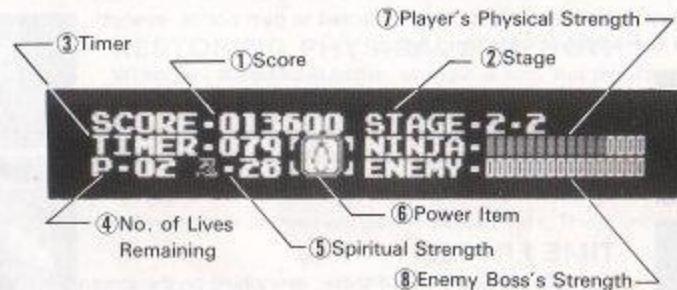 ⑦Player's Physical Strength
③Timer
①Score
②Stage
SCORE-013600 STAGE-2-2
TIMER-079 NINJA-
P-02 -28 ENEMY-
④No. of Lives Remaining
⑥Power Item
⑤Spiritual Strength
TIME
⑧Enemy Boss's Strength